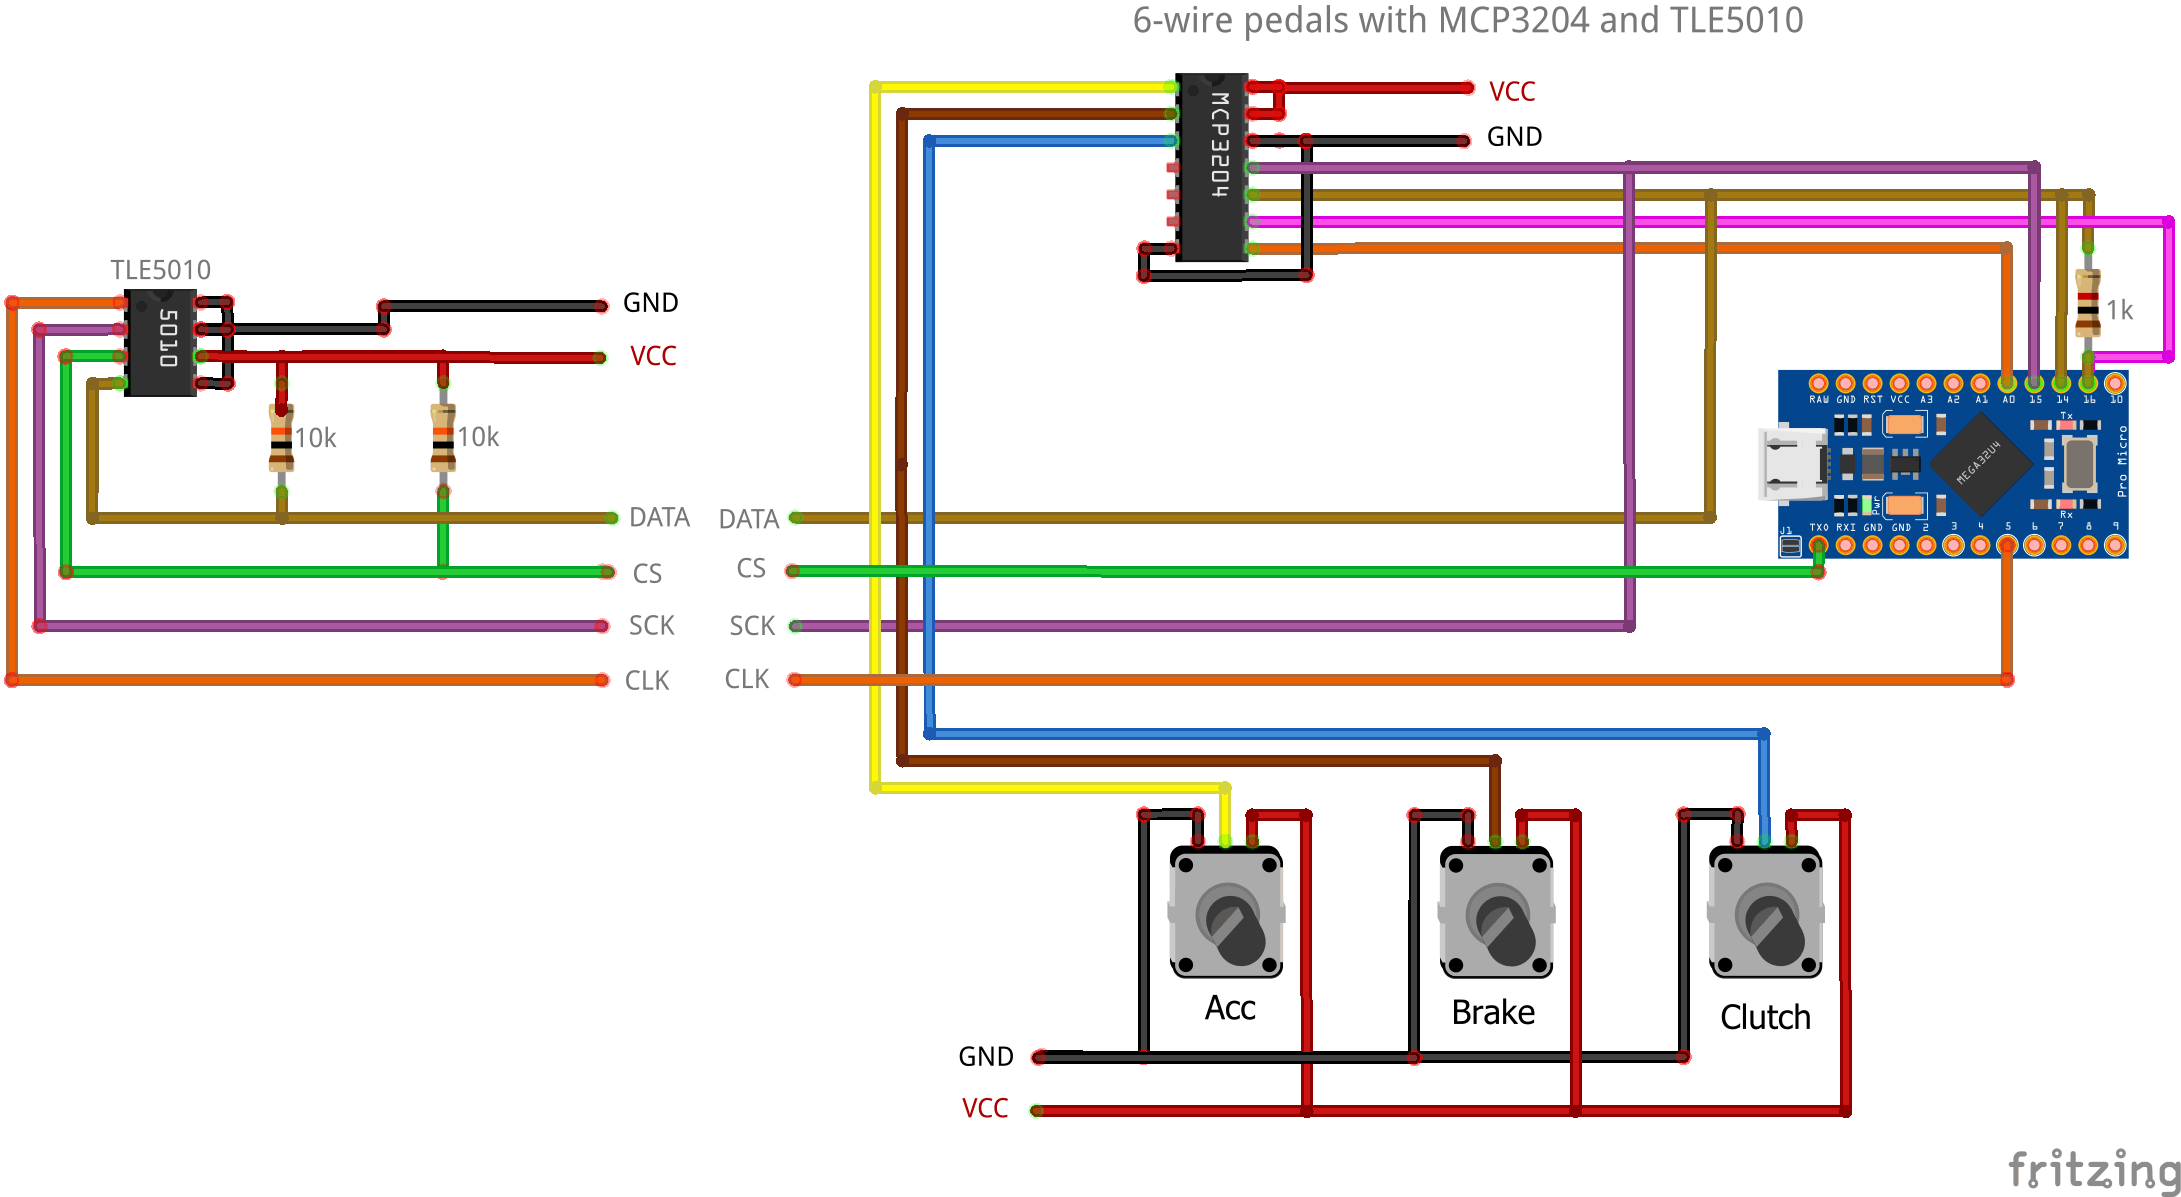 6-wire pedals with MCP3204 and TLE5010
MCP3204
VCC
GND
TLE5010
5010
GND
VCC
10k
10k
1k
RAW GND RST VCC A3 A2 A1 A0 15 14 16 10
Tx
MEGA32U4
Pro Micro
PWR
Rx
J1
TXO RXI GND GND 2 3 4 5 6 7 8 9
DATA
DATA
CS
CS
SCK
SCK
CLK
CLK
Acc
Brake
Clutch
GND
VCC
fritzing